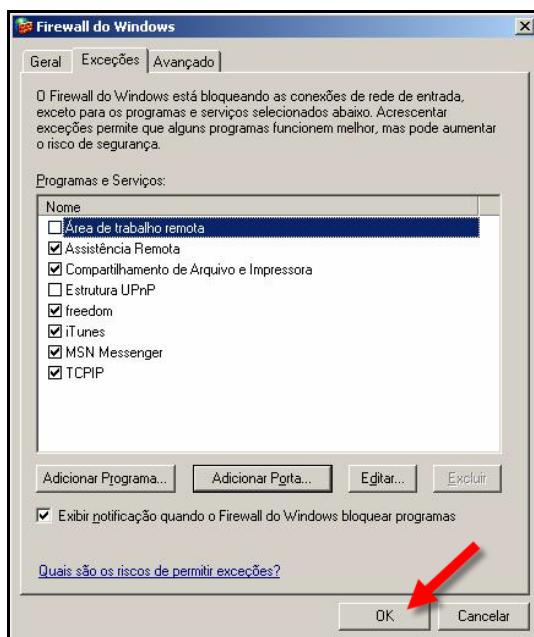 Firewall do Windows
Geral Exceções Avançado
O Firewall do Windows está bloqueando as conexões de rede de entrada,
exceto para os programas e serviços selecionados abaixo. Acrescentar
exceções permite que alguns programas funcionem melhor, mas pode aumentar
o risco de segurança.
Programas e Serviços:
Nome
Área de trabalho remota
Assistência Remota
Compartilhamento de Arquivo e Impressora
Estrutura UPnP
freedom
iTunes
MSN Messenger
TCPIP
Adicionar Programa... Adicionar Porta... Editar... Excluir
Exibir notificação quando o Firewall do Windows bloquear programas
Quais são os riscos de permitir exceções?
OK Cancelar